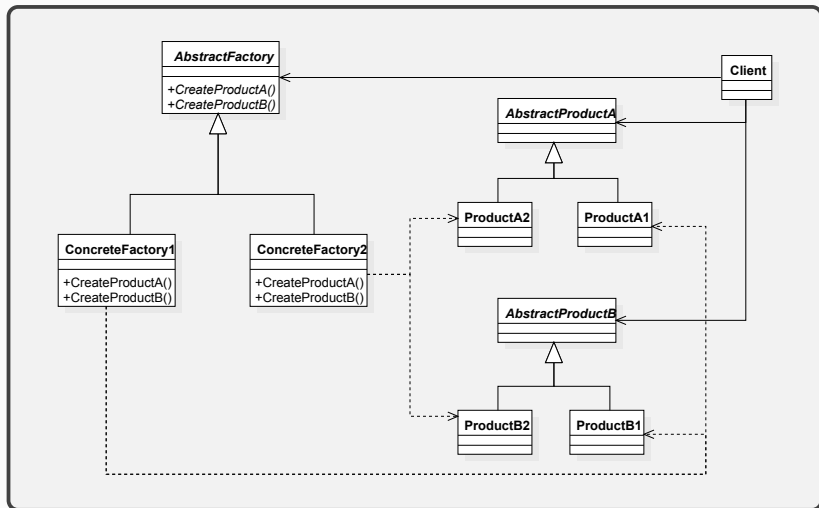 AbstractFactory
+CreateProductA()
+CreateProductB()
Client
AbstractProductA
ProductA2
ProductA1
ConcreteFactory1
+CreateProductA()
+CreateProductB()
ConcreteFactory2
+CreateProductA()
+CreateProductB()
AbstractProductB
ProductB2
ProductB1